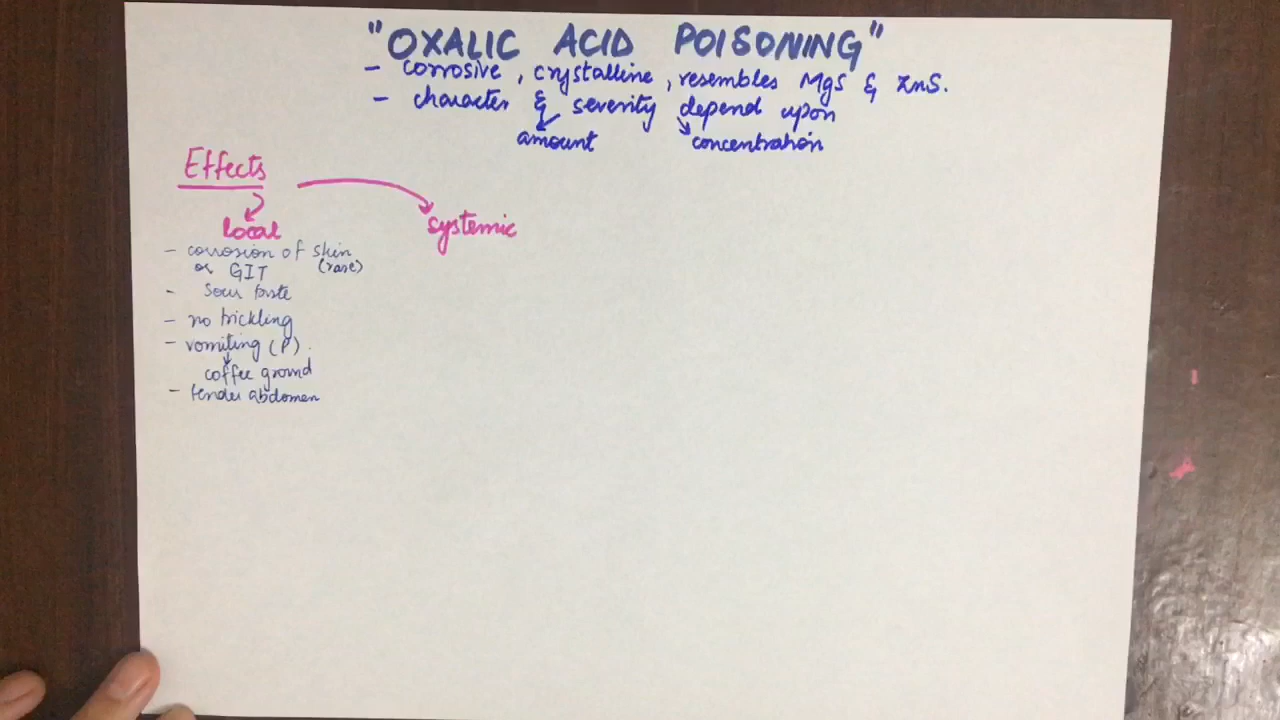 "OXALIC ACID POISONING"
- corrosive, crystalline, resembles MgS & ZnS.
- character & severity depend upon
amount concentration
Effects
local systemic
- corrosion of skin
or GIT (rare)
- Sour taste
- no trickling
- vomiting (P).
coffee ground
- tender abdomen